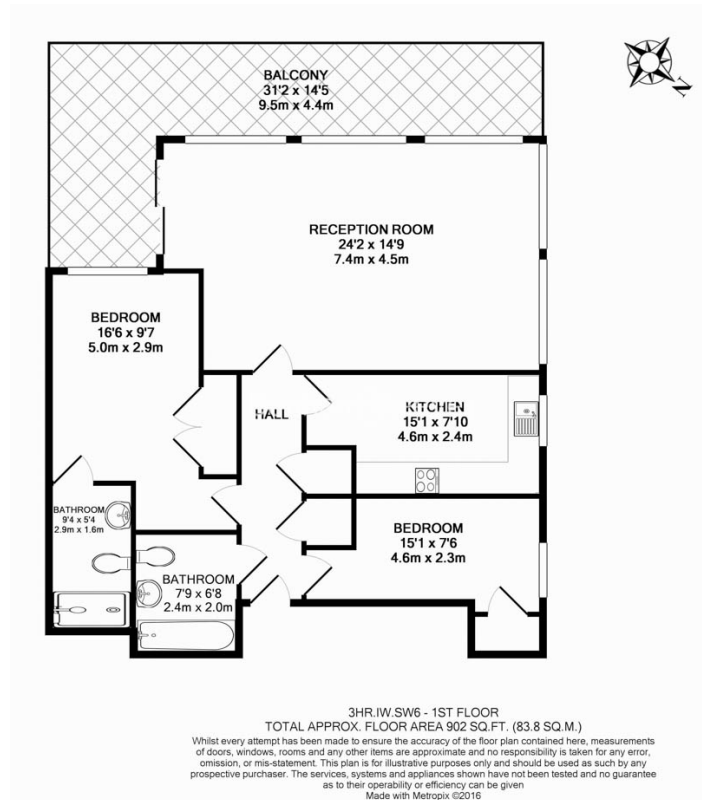 BALCONY
31'2 x 14'5
9.5m x 4.4m
N
RECEPTION ROOM
24'2 x 14'9
7.4m x 4.5m
BEDROOM
16'6 x 9'7
5.0m x 2.9m
HALL
KITCHEN
15'1 x 7'10
4.6m x 2.4m
BATHROOM
9'4 x 5'4
2.9m x 1.6m
BEDROOM
15'1 x 7'6
4.6m x 2.3m
BATHROOM
7'9 x 6'8
2.4m x 2.0m
3HR.IW.SW6 - 1ST FLOOR
TOTAL APPROX. FLOOR AREA 902 SQ.FT. (83.8 SQ.M.)
Whilst every attempt has been made to ensure the accuracy of the floor plan contained here, measurements
of doors, windows, rooms and any other items are approximate and no responsibility is taken for any error,
omission, or mis-statement. This plan is for illustrative purposes only and should be used as such by any
prospective purchaser. The services, systems and appliances shown have not been tested and no guarantee
as to their operability or efficiency can be given
Made with Metropix ©2016